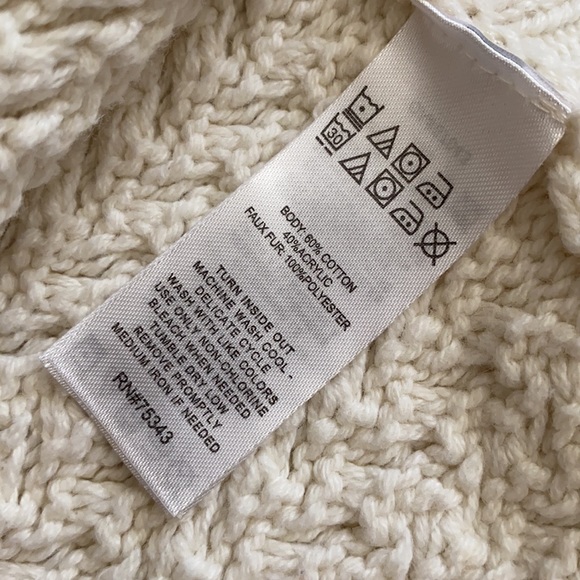 30
BODY: 60% COTTON
40%ACRYLIC
FAUX FUR: 100%POLYESTER
TURN INSIDE OUT
MACHINE WASH COOL -
DELICATE CYCLE
WASH WITH LIKE COLORS
USE ONLY NON-CHLORINE
BLEACH WHEN NEEDED
TUMBLE DRY LOW
REMOVE PROMPTLY
MEDIUM IRON IF NEEDED
RN#75343